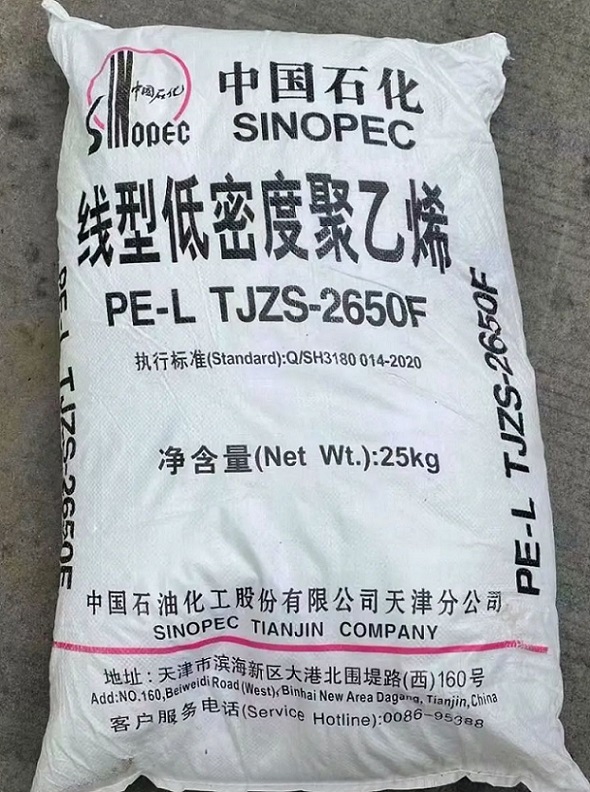 中国石化
SINOPEC
中国石化
SINOPEC
线型低密度聚乙烯
PE-L TJZS-2650F
执行标准(Standard):Q/SH3180 014-2020
净含量(Net Wt.):25kg
PE-L TJZS-2650F
PE-L TJZS-2650F
中国石油化工股份有限公司天津分公司
SINOPEC TIANJIN COMPANY
地址:天津市滨海新区大港北围堤路(西)160号
Add:NO.160,Beiweidi Road (West),Binhai New Area Dagang, Tianjin,China
客户服务电话(Service Hotline):0086-95388